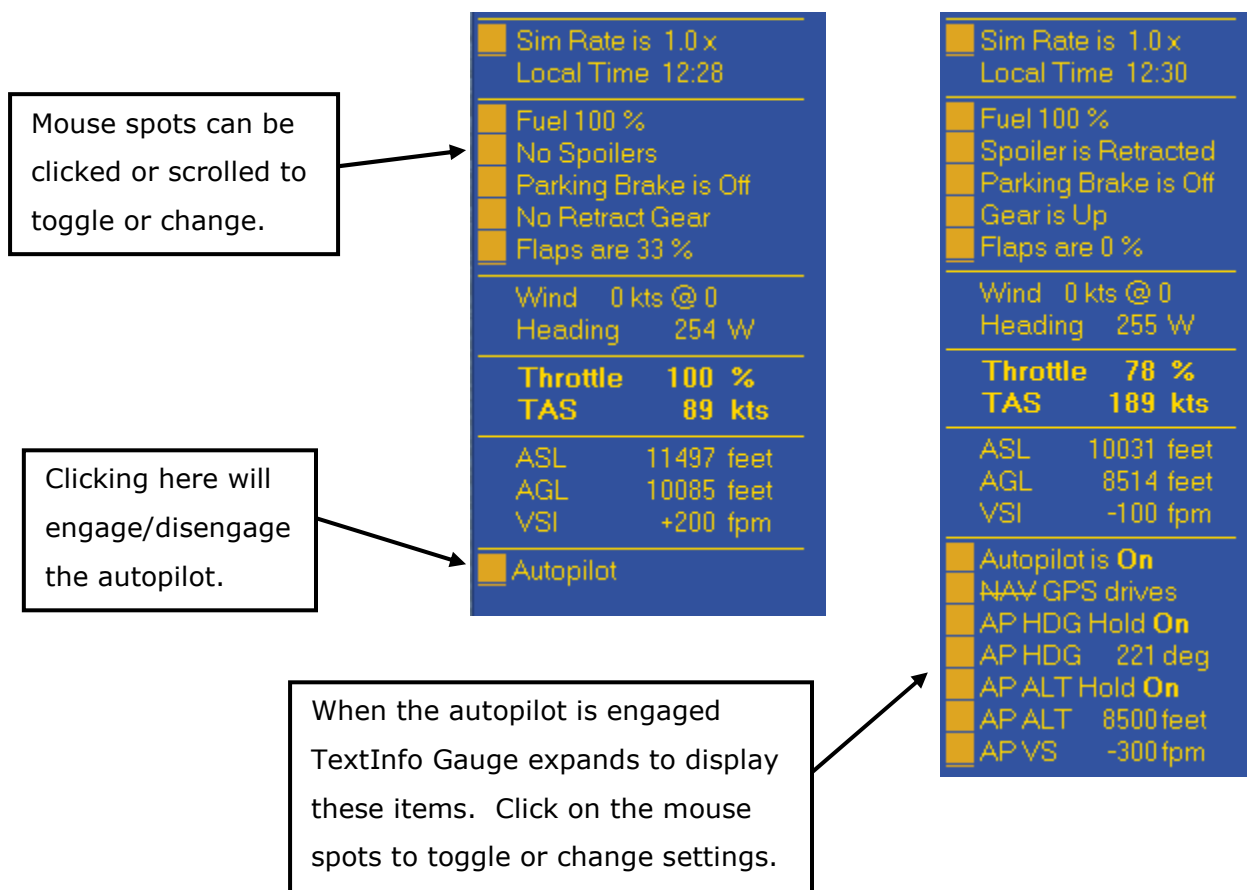 Mouse spots can be
clicked or scrolled to
toggle or change.
Clicking here will
engage/disengage
the autopilot.
Sim Rate is 1.0 x
Local Time 12:28
Fuel 100 %
No Spoilers
Parking Brake is Off
No Retract Gear
Flaps are 33 %
Wind 0 kts @ 0
Heading 254 W
Throttle 100 %
TAS 89 kts
ASL 11497 feet
AGL 10085 feet
VSI +200 fpm
Autopilot
Sim Rate is 1.0 x
Local Time 12:30
Fuel 100 %
Spoiler is Retracted
Parking Brake is Off
Gear is Up
Flaps are 0 %
Wind 0 kts @ 0
Heading 255 W
Throttle 78 %
TAS 189 kts
ASL 10031 feet
AGL 8514 feet
VSI -100 fpm
Autopilot is On
NAV GPS drives
AP HDG Hold On
AP HDG 221 deg
AP ALT Hold On
AP ALT 8500 feet
AP VS -300 fpm
When the autopilot is engaged
TextInfo Gauge expands to display
these items. Click on the mouse
spots to toggle or change settings.